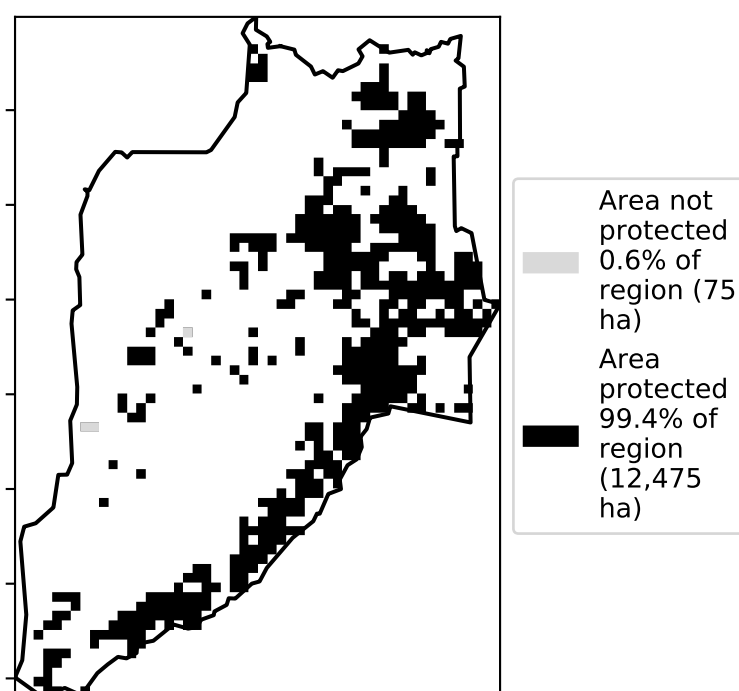 Area not
protected
0.6% of
region (75
ha)
Area
protected
99.4% of
region
(12,475
ha)